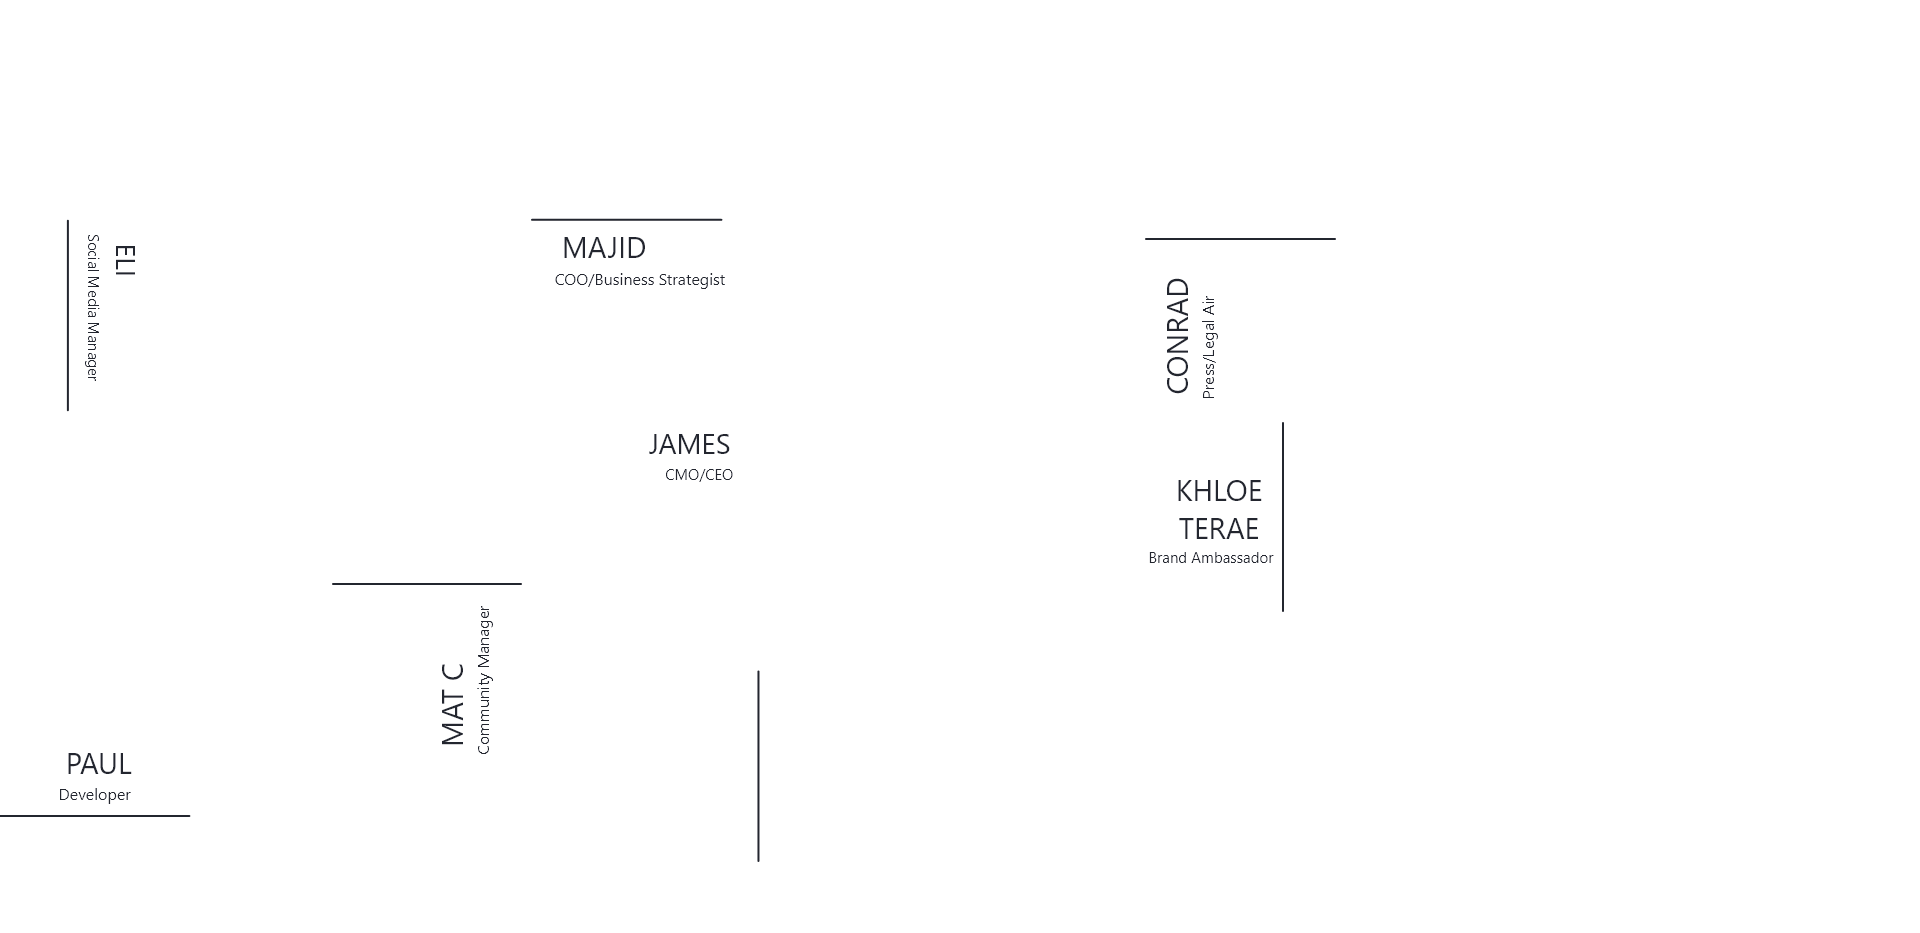 ELI
Social Media Manager
MAJID
COO/Business Strategist
CONRAD
Press/Legal Air
JAMES
CMO/CEO
KHLOE
TERAE
Brand Ambassador
MAT C
Community Manager
PAUL
Developer